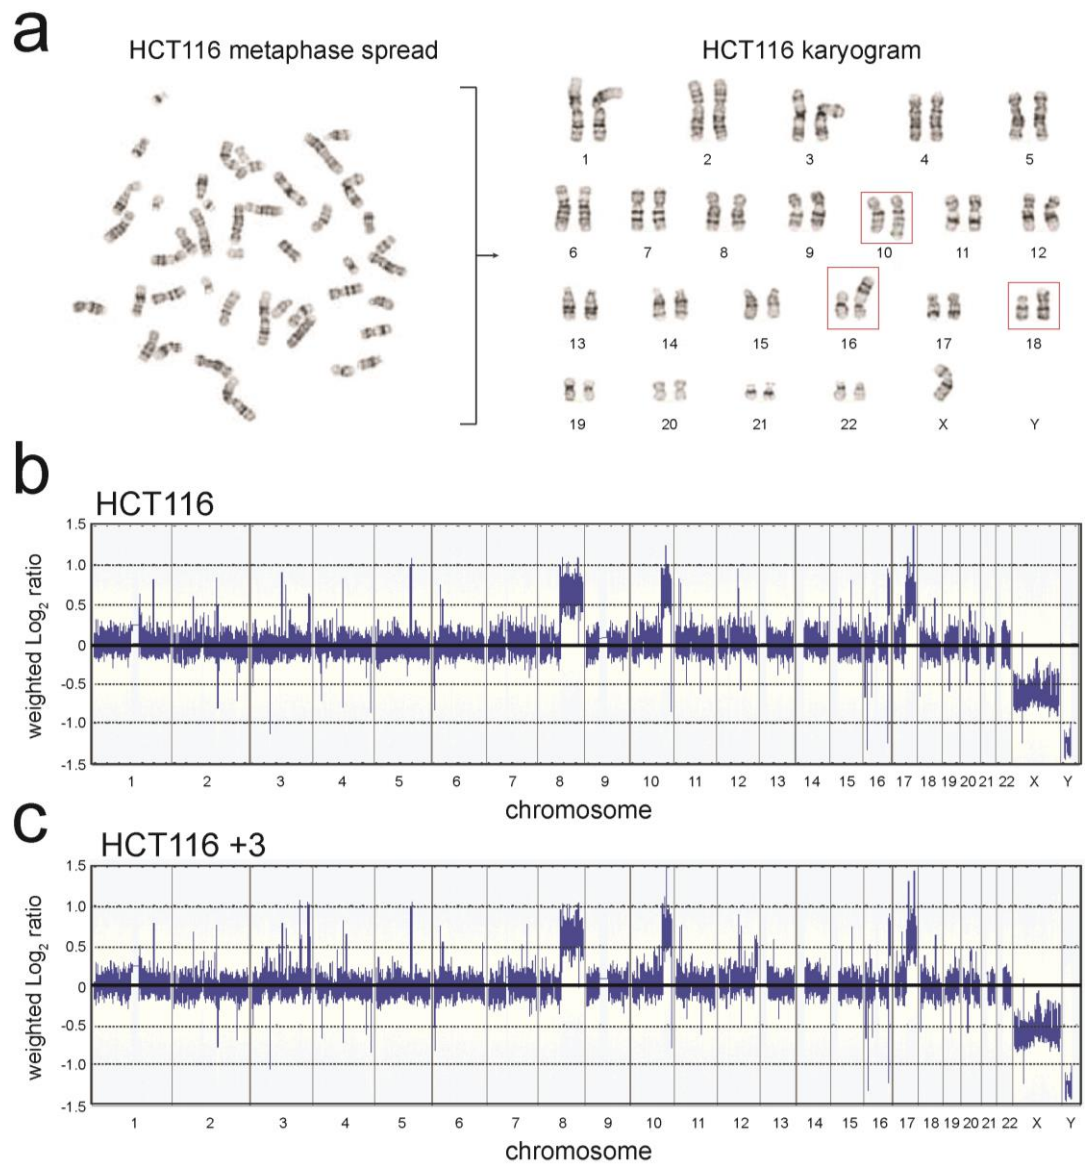 a
HCT116 metaphase spread
HCT116 karyogram
1 2 3 4 5
6 7 8 9 10 11 12
13 14 15 16 17 18
19 20 21 22 X Y
b
HCT116
weighted Log2 ratio
1.5
1.0
0.5
0
-0.5
-1.0
-1.5
1 2 3 4 5 6 7 8 9 10 11 12 13 14 15 16 17 18 19 20 21 22 X Y
chromosome
c
HCT116 +3
weighted Log2 ratio
1.5
1.0
0.5
0
-0.5
-1.0
-1.5
1 2 3 4 5 6 7 8 9 10 11 12 13 14 15 16 17 18 19 20 21 22 X Y
chromosome